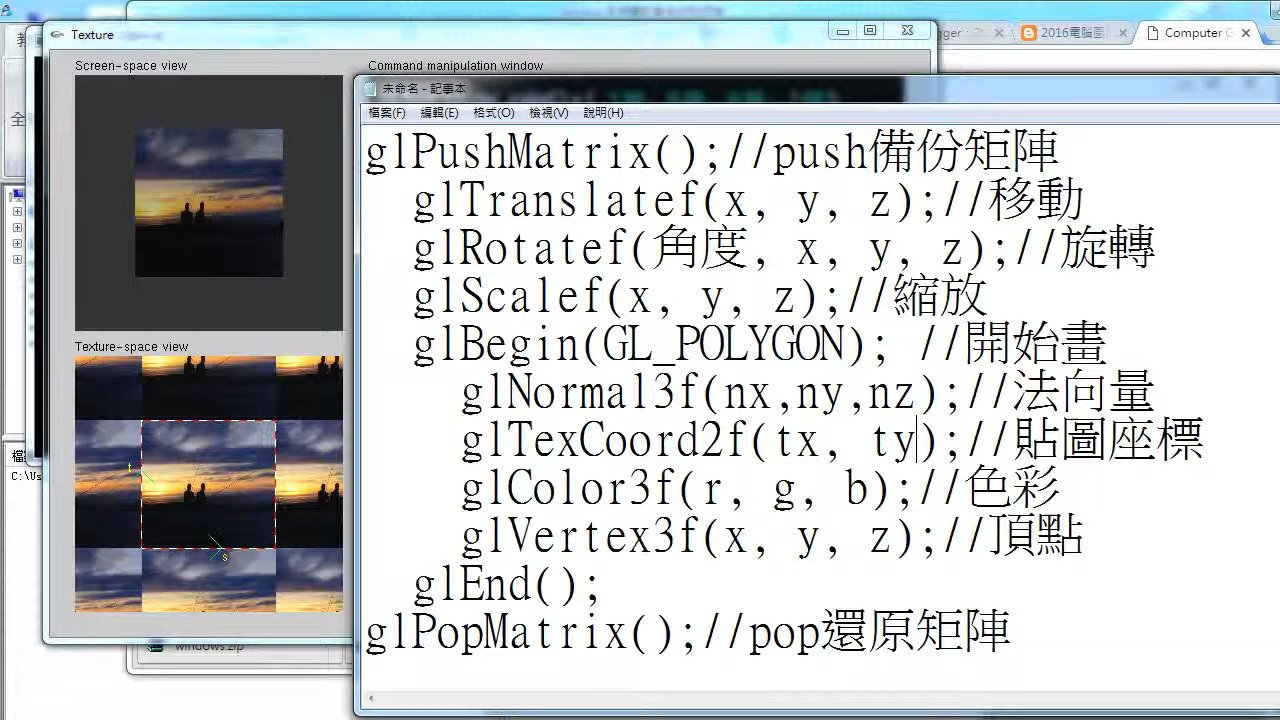 Texture
Screen-space view
Command manipulation window
Texture-space view
t
s
windows.zip
C:\Us
gger
2016電腦圖
Computer G
未命名 - 記事本
檔案(F) 編輯(E) 格式(O) 檢視(V) 說明(H)
glPushMatrix();//push備份矩陣
glTranslatef(x, y, z);//移動
glRotatef(角度, x, y, z);//旋轉
glScalef(x, y, z);//縮放
glBegin(GL_POLYGON); //開始畫
glNormal3f(nx,ny,nz);//法向量
glTexCoord2f(tx, ty);//貼圖座標
glColor3f(r, g, b);//色彩
glVertex3f(x, y, z);//頂點
glEnd();
glPopMatrix();//pop還原矩陣